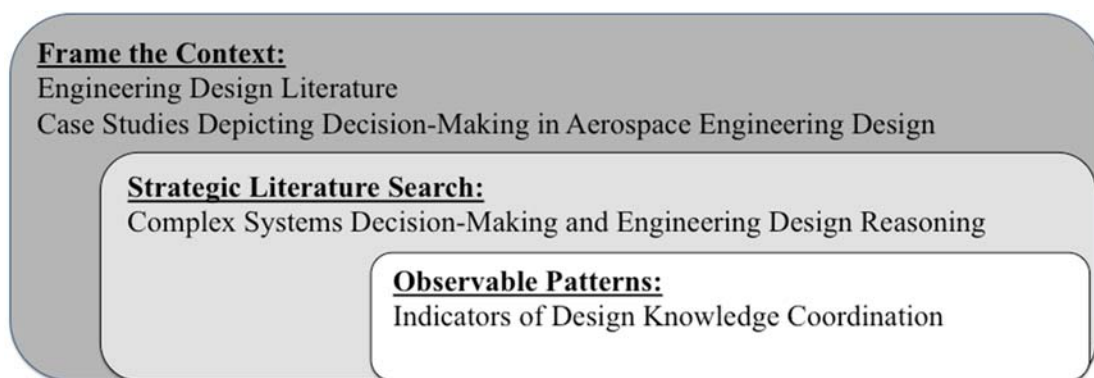 Frame the Context:
Engineering Design Literature
Case Studies Depicting Decision-Making in Aerospace Engineering Design
Strategic Literature Search:
Complex Systems Decision-Making and Engineering Design Reasoning
Observable Patterns:
Indicators of Design Knowledge Coordination